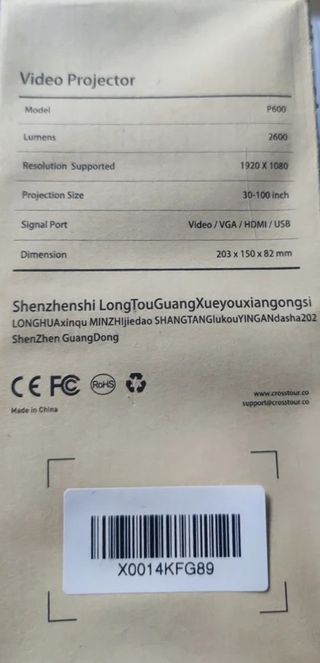 Video Projector
Model P600
Lumens 2600
Resolution Supported 1920 X 1080
Projection Size 30-100 inch
Signal Port Video / VGA / HDMI / USB
Dimension 203 x 150 x 82 mm
Shenzhenshi LongTouGuangXueyouxiangongsi
LONGHUAxinqu MINZHIjiedao SHANGTANGlukouYINGANdasha202
ShenZhen GuangDong
CE FC RoHS
Made in China
www.crosstour.co
support@crosstour.co
X0014KFG89